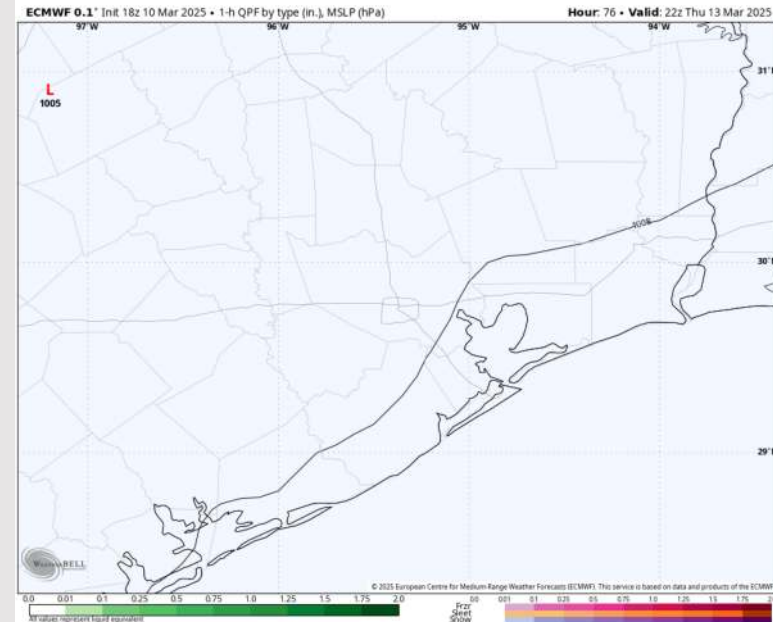 ECMWF 0.1° Init 18z 10 Mar 2025 • 1-h QPF by type (in.), MSLP (hPa) Hour: 76 • Valid: 22z Thu 13 Mar 2025
97°W 96°W 95°W 94°W
31°N
L
1005
1008
30°N
29°N
WeatherBELL
© 2025 European Centre for Medium-Range Weather Forecasts (ECMWF). This service is based on data and products of the ECMWF
0.0 0.01 0.1 0.25 0.5 0.75 1.0 1.25 1.5 1.75 2.0
0.0 0.01 0.1 0.25 0.5 0.75 1.0 1.25 1.5 1.75 2.0
Frzr
Sleet
Snow
All values represent liquid equivalent